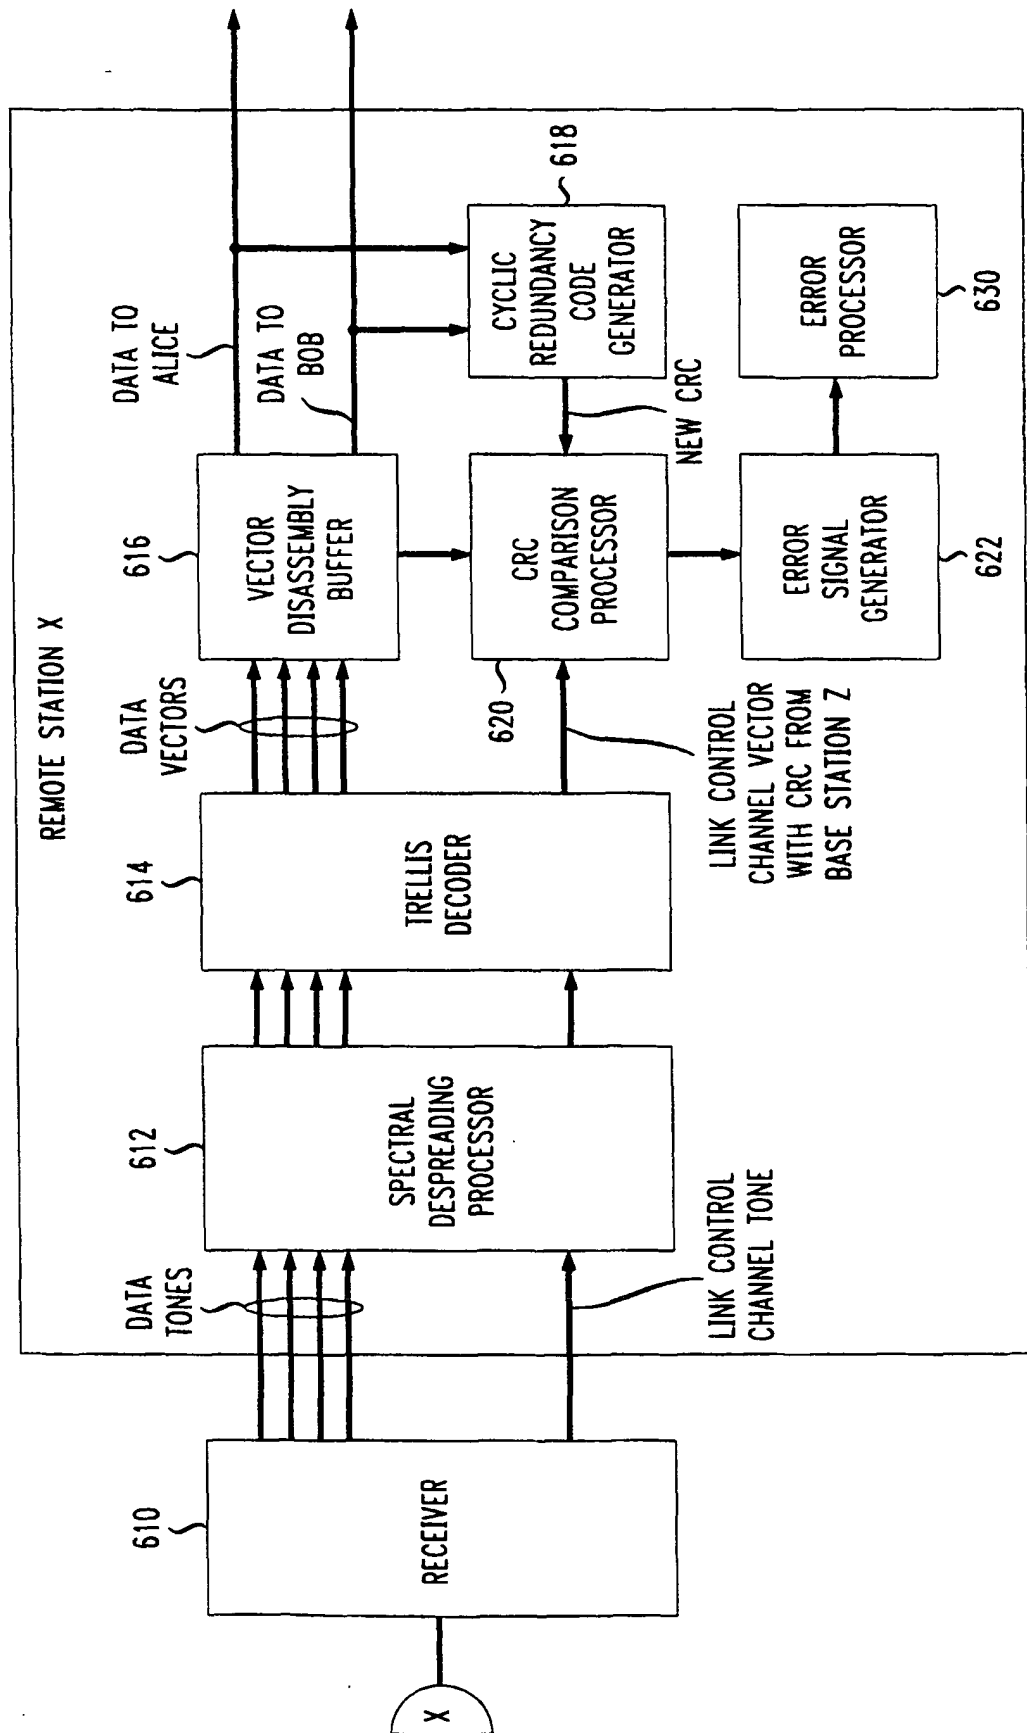 REMOTE STATION X
X
RECEIVER
610
DATA
TONES
LINK CONTROL
CHANNEL TONE
612
SPECTRAL
DESPREADING
PROCESSOR
614
TRELLIS
DECODER
DATA
VECTORS
LINK CONTROL
CHANNEL VECTOR
WITH CRC FROM
BASE STATION Z
616
VECTOR
DISASSEMBLY
BUFFER
DATA TO
ALICE
DATA TO
BOB
620
CRC
COMPARISON
PROCESSOR
NEW CRC
CYCLIC
REDUNDANCY
CODE
GENERATOR
618
ERROR
SIGNAL
GENERATOR
622
ERROR
PROCESSOR
630